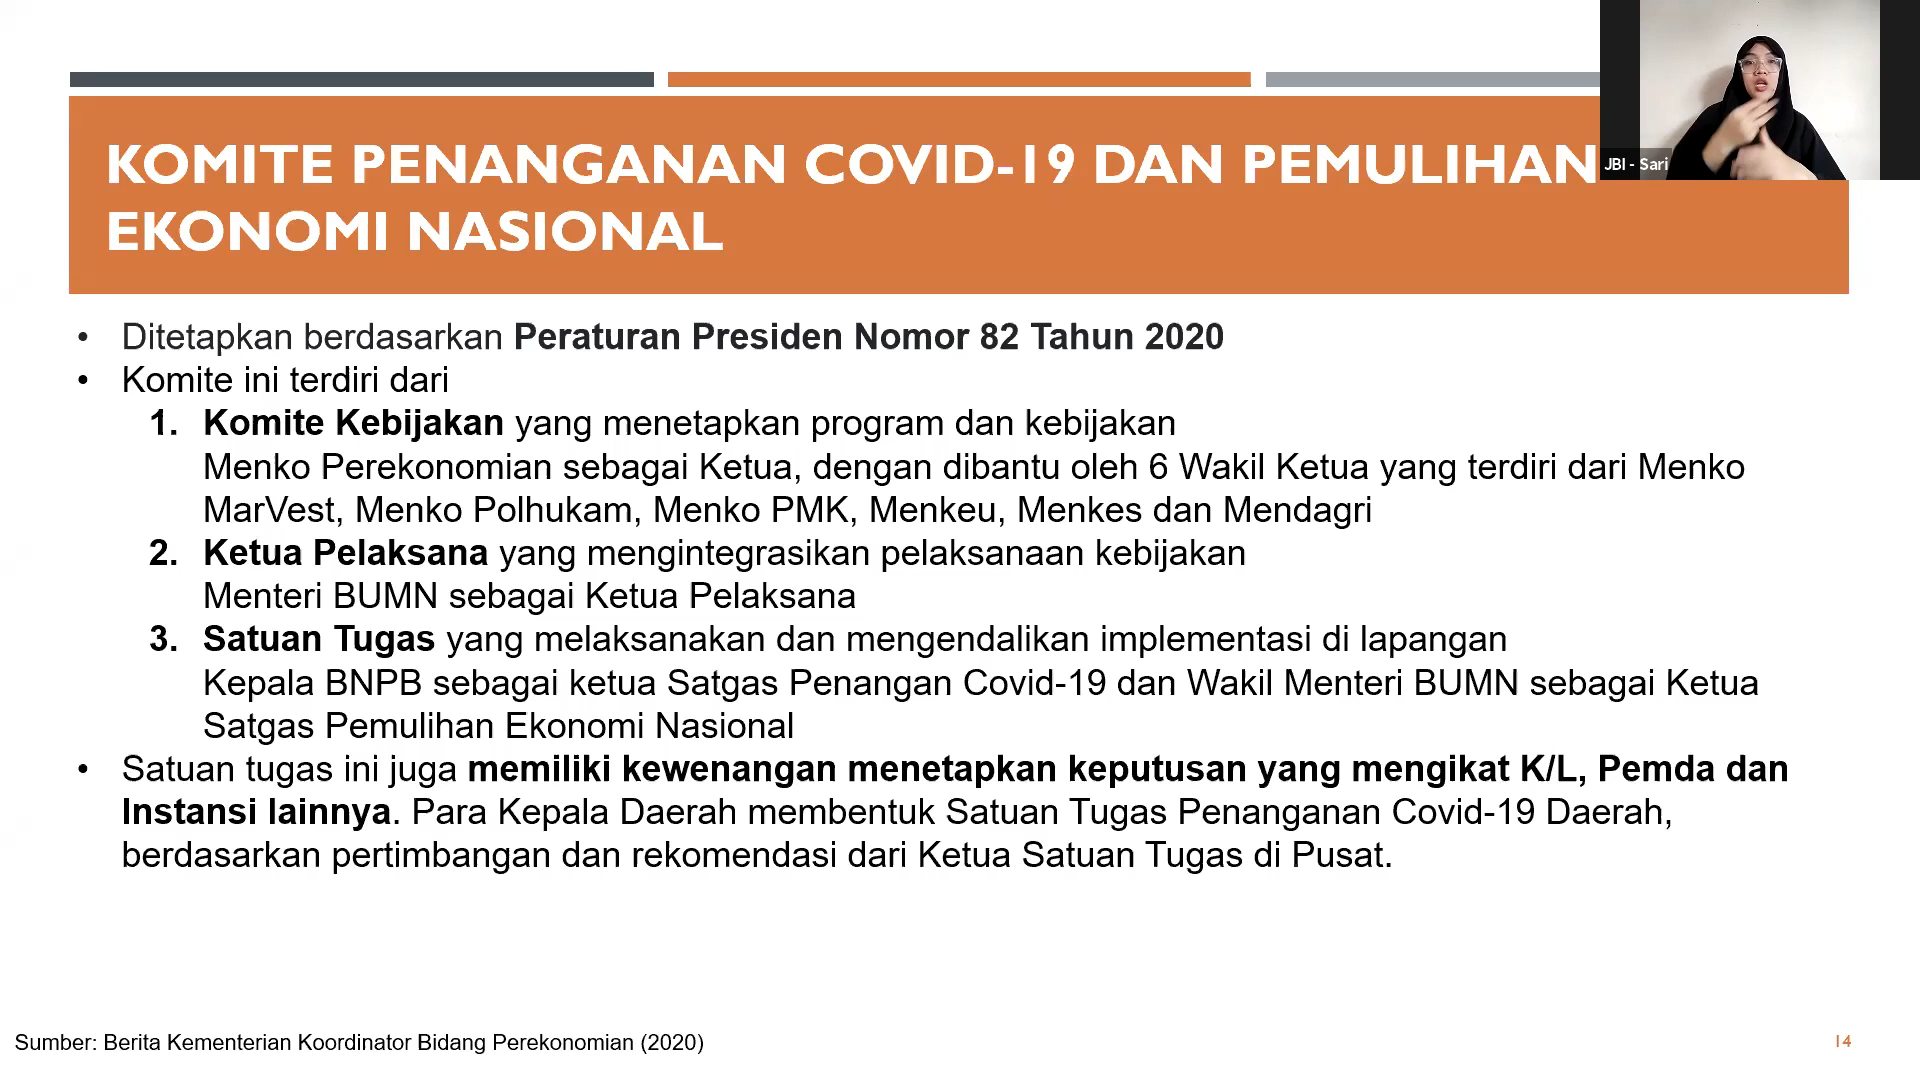 KOMITE PENANGANAN COVID-19 DAN PEMULIHAN
EKONOMI NASIONAL
JBI - Sari
• Ditetapkan berdasarkan Peraturan Presiden Nomor 82 Tahun 2020
• Komite ini terdiri dari
1. Komite Kebijakan yang menetapkan program dan kebijakan
Menko Perekonomian sebagai Ketua, dengan dibantu oleh 6 Wakil Ketua yang terdiri dari Menko
MarVest, Menko Polhukam, Menko PMK, Menkeu, Menkes dan Mendagri
2. Ketua Pelaksana yang mengintegrasikan pelaksanaan kebijakan
Menteri BUMN sebagai Ketua Pelaksana
3. Satuan Tugas yang melaksanakan dan mengendalikan implementasi di lapangan
Kepala BNPB sebagai ketua Satgas Penangan Covid-19 dan Wakil Menteri BUMN sebagai Ketua
Satgas Pemulihan Ekonomi Nasional
• Satuan tugas ini juga memiliki kewenangan menetapkan keputusan yang mengikat K/L, Pemda dan
Instansi lainnya. Para Kepala Daerah membentuk Satuan Tugas Penanganan Covid-19 Daerah,
berdasarkan pertimbangan dan rekomendasi dari Ketua Satuan Tugas di Pusat.
Sumber: Berita Kementerian Koordinator Bidang Perekonomian (2020)
14